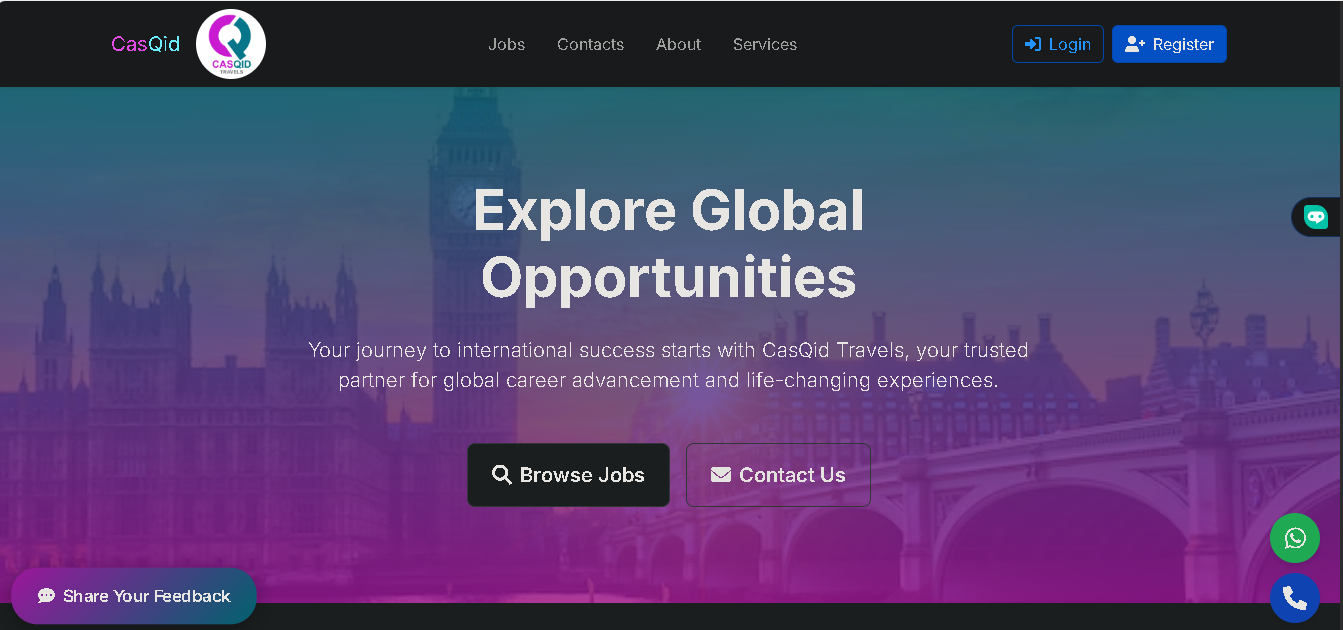 CasQid
CASQID
TRAVELS
Jobs
Contacts
About
Services
Login
Register
Explore Global
Opportunities
Your journey to international success starts with CasQid Travels, your trusted
partner for global career advancement and life-changing experiences.
Browse Jobs
Contact Us
Share Your Feedback